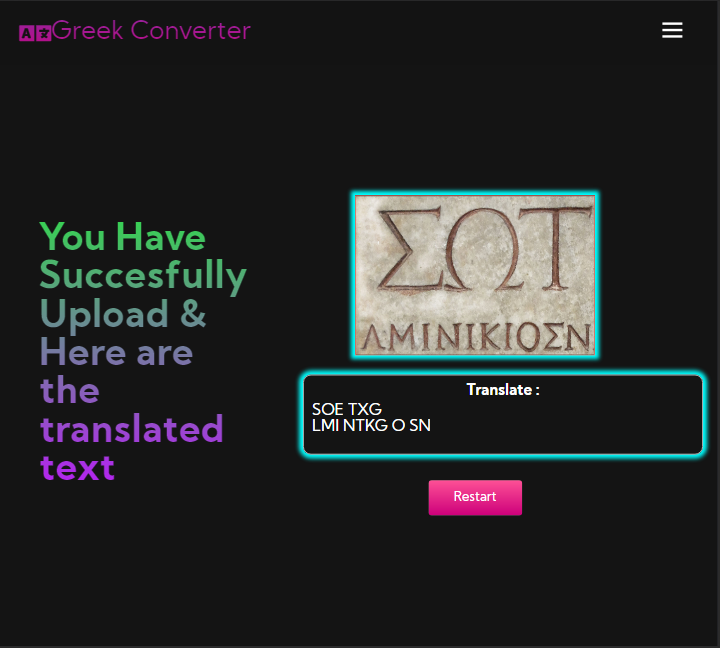 Greek Converter
You Have
Succesfully
Upload &
Here are
the
translated
text
ΣΩΤ
ΛΜΙΝΙΚΙΟΣΝ
Translate :
SOE TXG
LMI NTKG O SN
Restart